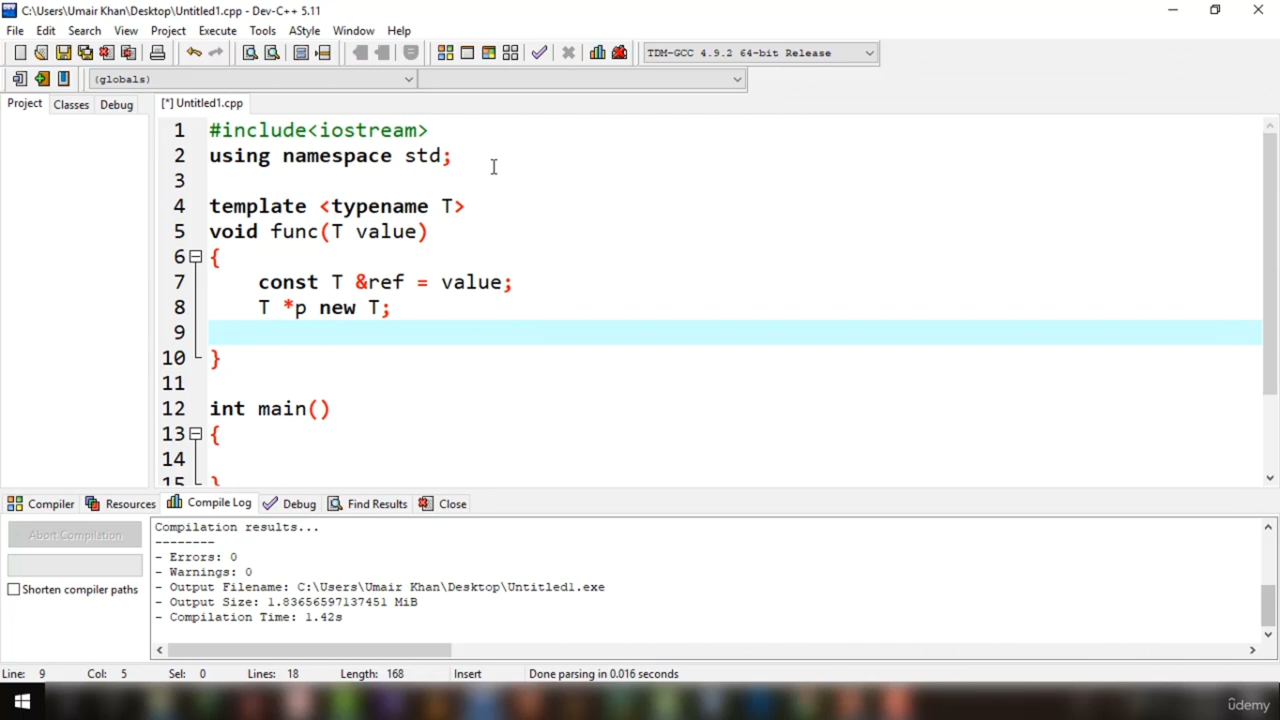 C:\Users\Umair Khan\Desktop\Untitled1.cpp - Dev-C++ 5.11
File Edit Search View Project Execute Tools AStyle Window Help
TDM-GCC 4.9.2 64-bit Release
(globals)
Project Classes Debug [*] Untitled1.cpp
1 #include<iostream>
2 using namespace std;
3
4 template <typename T>
5 void func(T value)
6 {
7 const T &ref = value;
8 T *p new T;
9
10 }
11
12 int main()
13 {
14
15 }
Compiler Resources Compile Log Debug Find Results Close
Abort Compilation
Shorten compiler paths
Compilation results...
--------
- Errors: 0
- Warnings: 0
- Output Filename: C:\Users\Umair Khan\Desktop\Untitled1.exe
- Output Size: 1.83656597137451 MiB
- Compilation Time: 1.42s
Line: 9 Col: 5 Sel: 0 Lines: 18 Length: 168 Insert Done parsing in 0.016 seconds
ûdemy